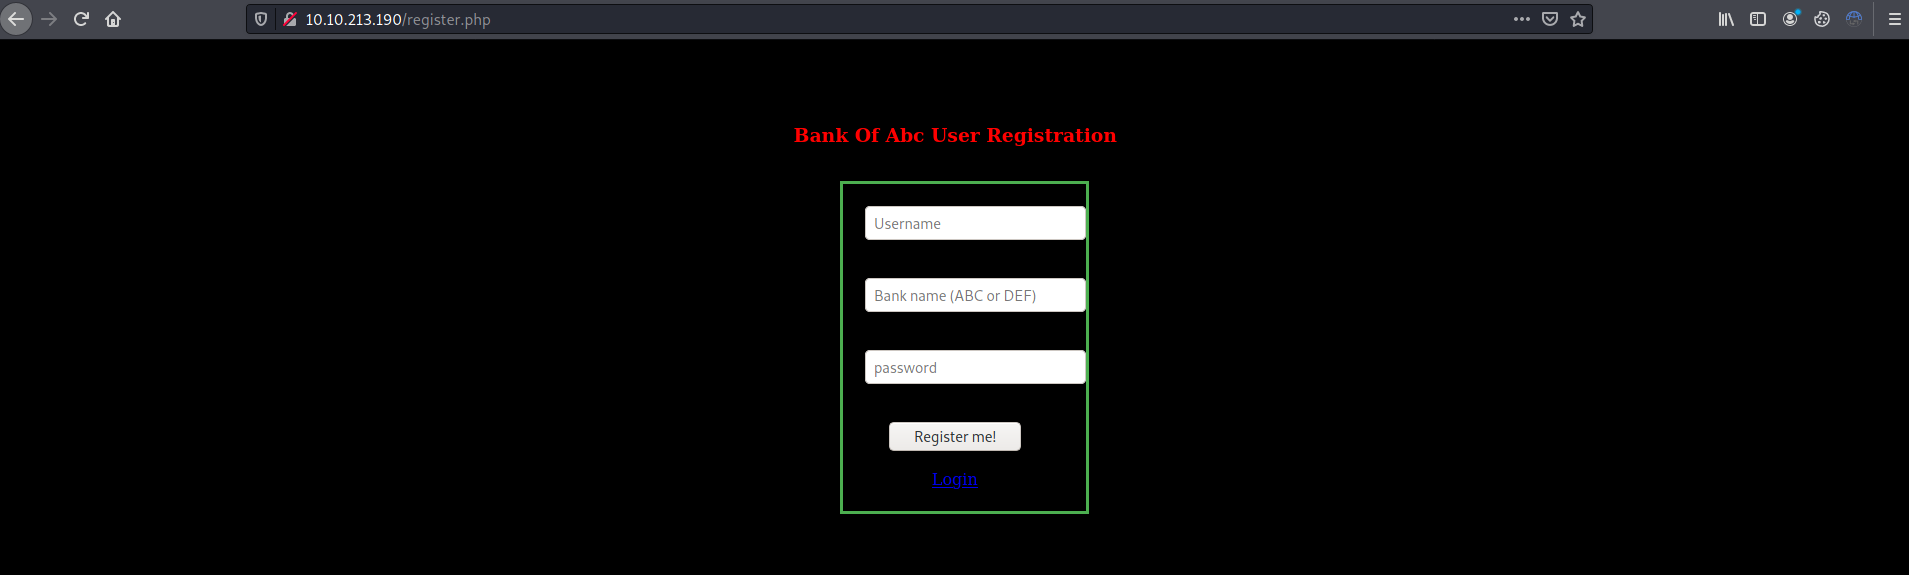 10.10.213.190/register.php
Bank Of Abc User Registration
Username
Bank name (ABC or DEF)
password
Register me!
Login